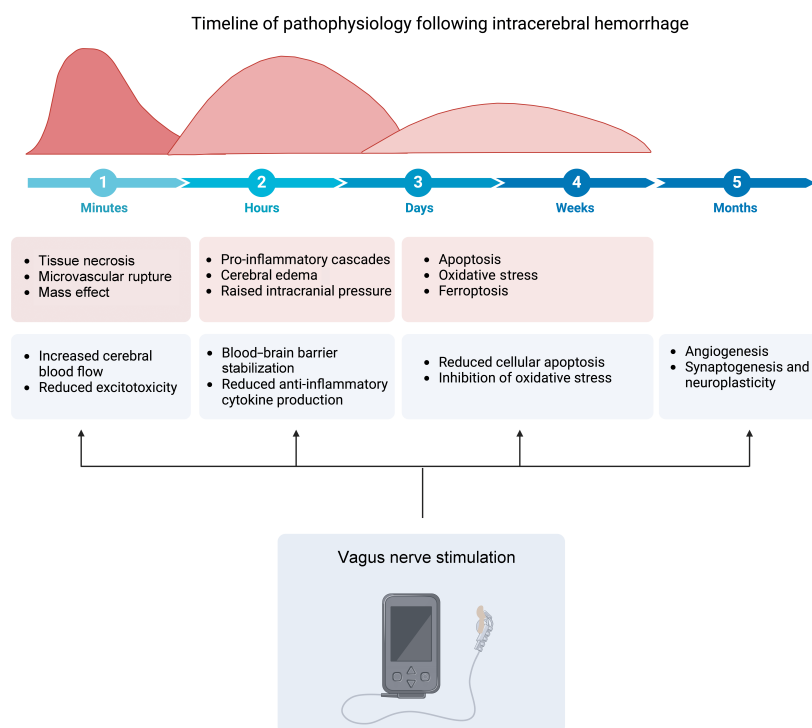 Timeline of pathophysiology following intracerebral hemorrhage
1
2
3
4
5
Minutes
Hours
Days
Weeks
Months
• Tissue necrosis
• Microvascular rupture
• Mass effect
• Pro-inflammatory cascades
• Cerebral edema
• Raised intracranial pressure
• Apoptosis
• Oxidative stress
• Ferroptosis
• Increased cerebral
blood flow
• Reduced excitotoxicity
• Blood–brain barrier
stabilization
• Reduced anti-inflammatory
cytokine production
• Reduced cellular apoptosis
• Inhibition of oxidative stress
• Angiogenesis
• Synaptogenesis and
neuroplasticity
Vagus nerve stimulation